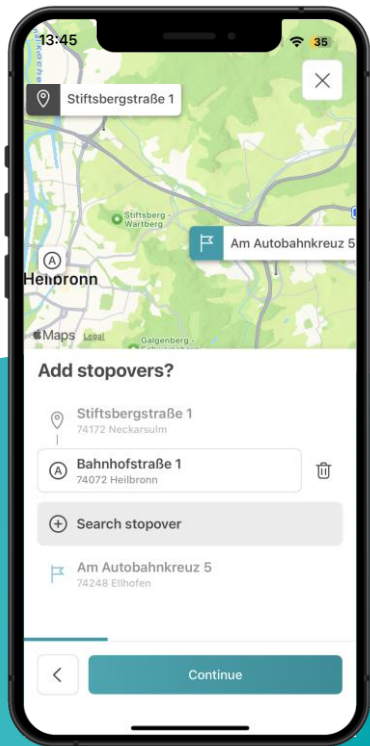 13:45
35
Stiftsbergstraße 1
Stiftsberg -
Wartberg
Am Autobahnkreuz 5
A
Heilbronn
Maps Legal
Galgenberg -
Add stopovers?
Stiftsbergstraße 1
74172 Neckarsulm
A
Bahnhofstraße 1
74072 Heilbronn
Search stopover
Am Autobahnkreuz 5
74248 Ellhofen
Continue